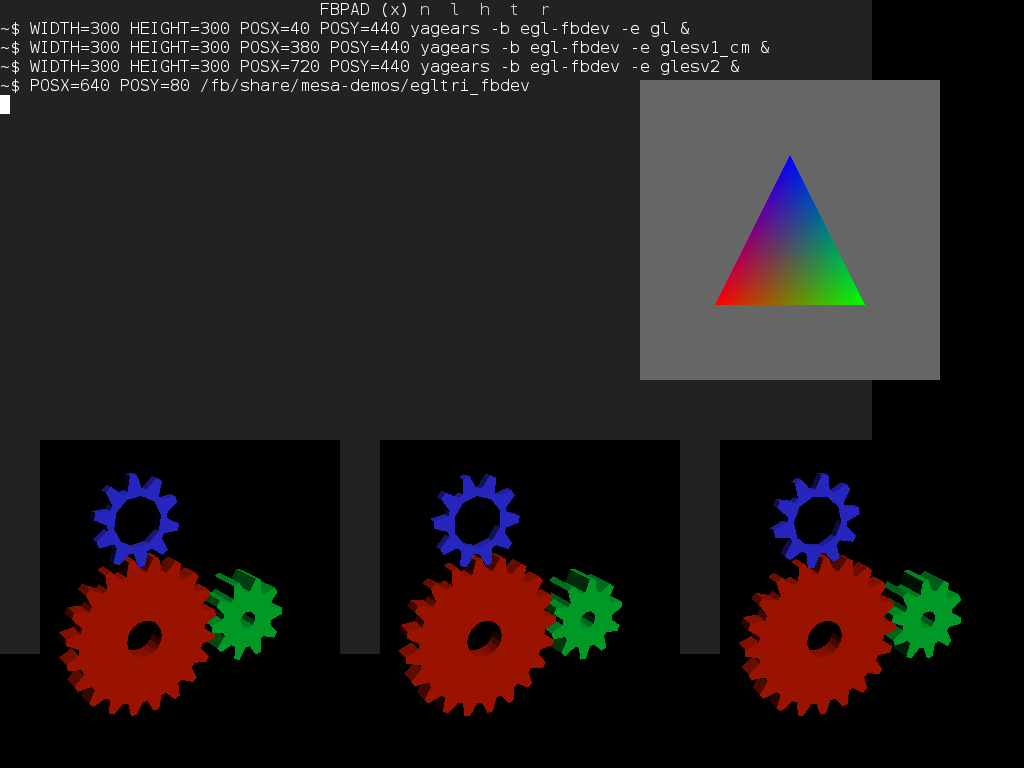 FBPAD (x) n l h t r
~$ WIDTH=300 HEIGHT=300 POSX=40 POSY=440 yagears -b egl-fbdev -e gl &
~$ WIDTH=300 HEIGHT=300 POSX=380 POSY=440 yagears -b egl-fbdev -e glesv1_cm &
~$ WIDTH=300 HEIGHT=300 POSX=720 POSY=440 yagears -b egl-fbdev -e glesv2 &
~$ POSX=640 POSY=80 /fb/share/mesa-demos/egltri_fbdev